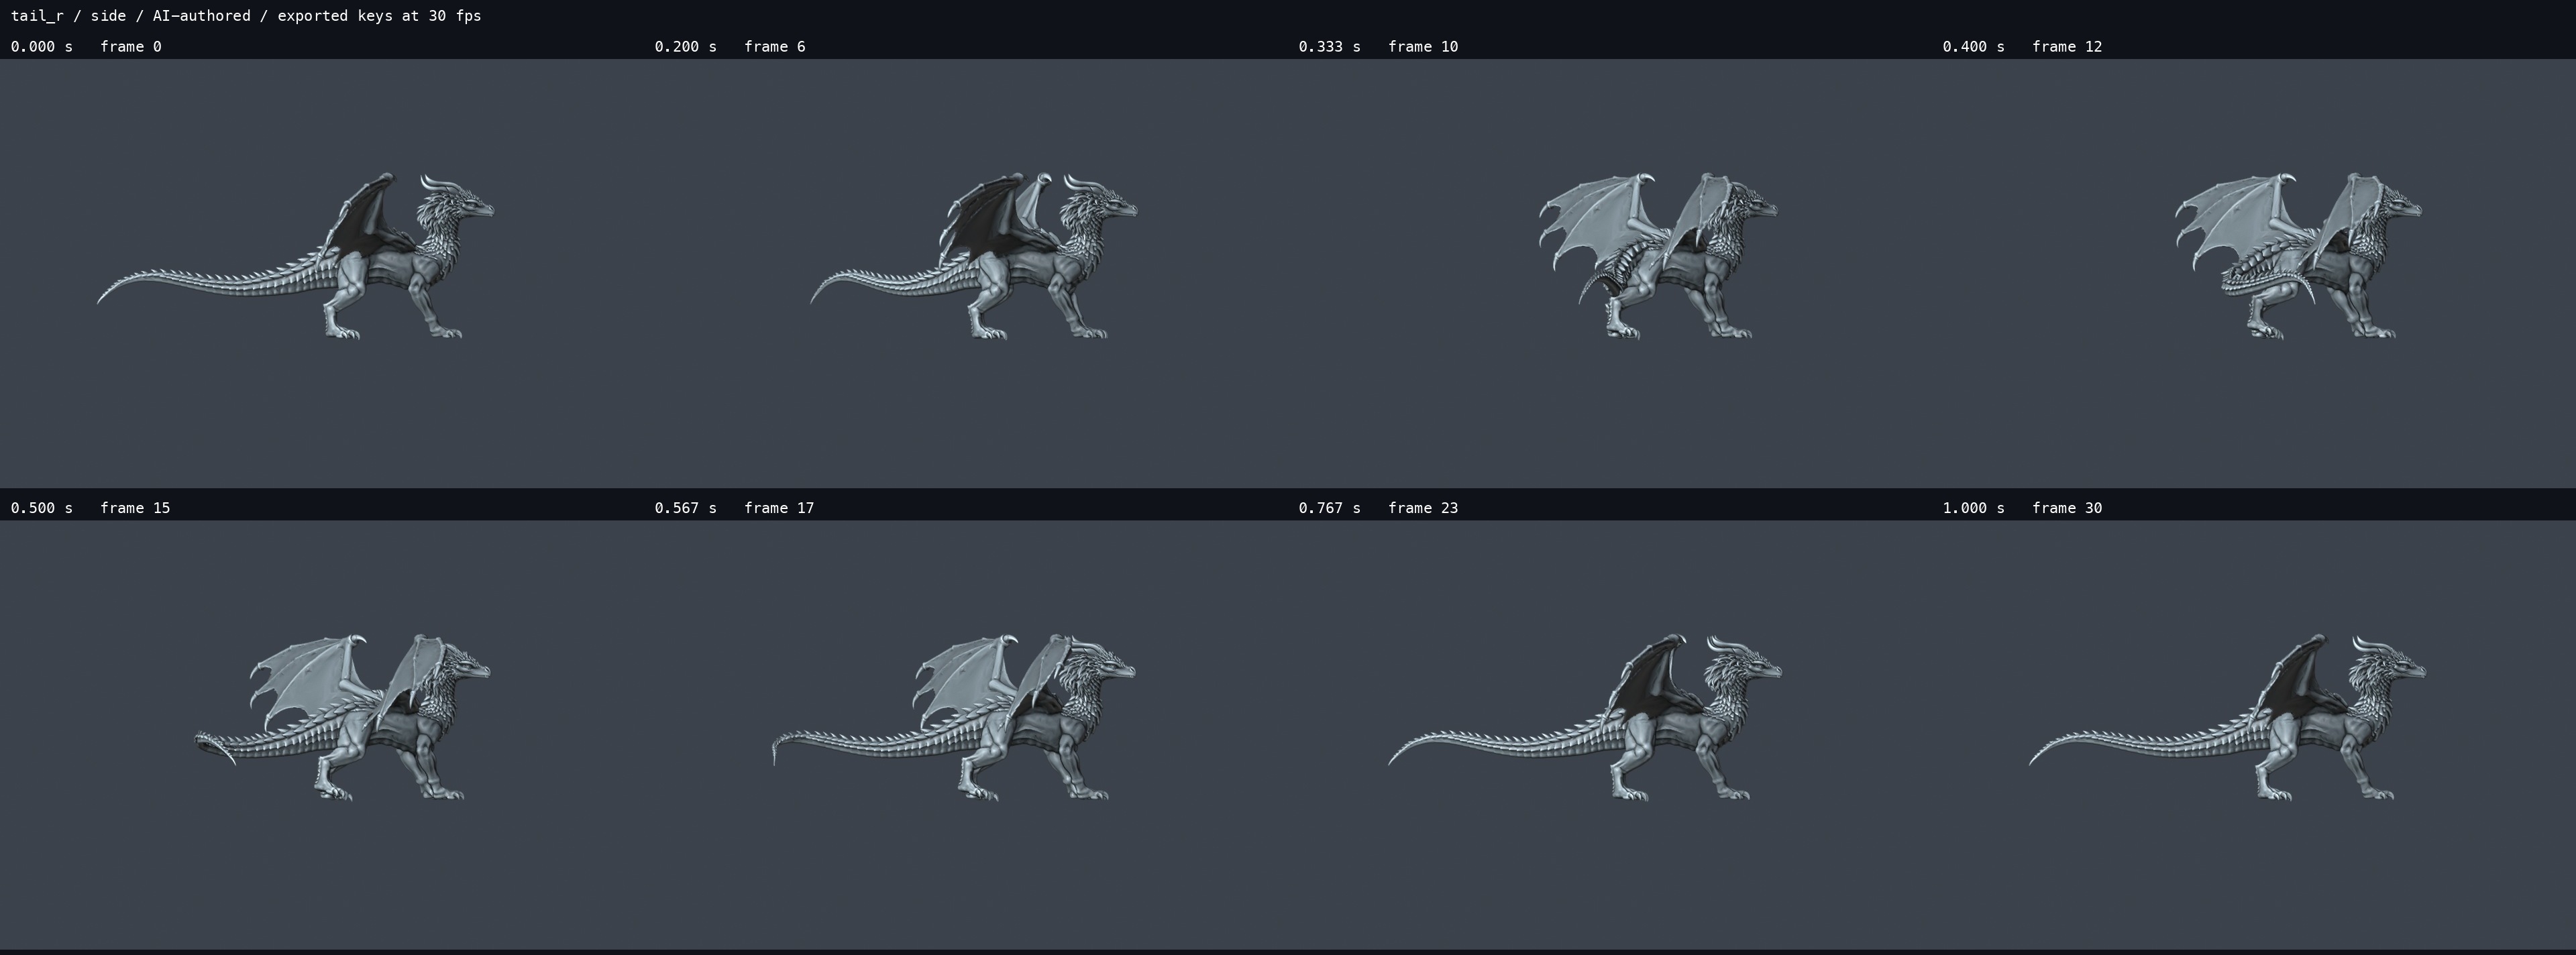 tail_r / side / AI-authored / exported keys at 30 fps
0.000 s   frame 0
0.200 s   frame 6
0.333 s   frame 10
0.400 s   frame 12
0.500 s   frame 15
0.567 s   frame 17
0.767 s   frame 23
1.000 s   frame 30